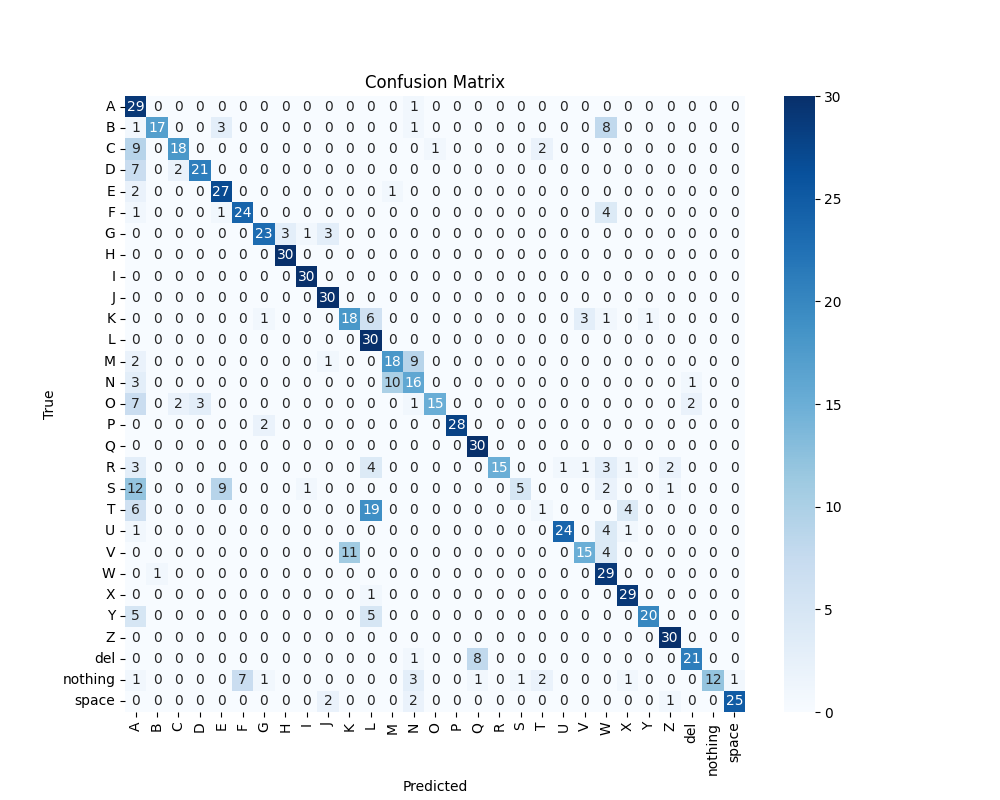 Confusion Matrix
A 29 0 0 0 0 0 0 0 0 0 0 0 0 1 0 0 0 0 0 0 0 0 0 0 0 0 0 0 0
B 1 17 0 0 3 0 0 0 0 0 0 0 0 1 0 0 0 0 0 0 0 0 8 0 0 0 0 0 0
C 9 0 18 0 0 0 0 0 0 0 0 0 0 0 1 0 0 0 0 2 0 0 0 0 0 0 0 0 0
D 7 0 2 21 0 0 0 0 0 0 0 0 0 0 0 0 0 0 0 0 0 0 0 0 0 0 0 0 0
E 2 0 0 0 27 0 0 0 0 0 0 0 1 0 0 0 0 0 0 0 0 0 0 0 0 0 0 0 0
F 1 0 0 0 1 24 0 0 0 0 0 0 0 0 0 0 0 0 0 0 0 0 4 0 0 0 0 0 0
G 0 0 0 0 0 0 23 3 1 3 0 0 0 0 0 0 0 0 0 0 0 0 0 0 0 0 0 0 0
H 0 0 0 0 0 0 0 30 0 0 0 0 0 0 0 0 0 0 0 0 0 0 0 0 0 0 0 0 0
I 0 0 0 0 0 0 0 0 30 0 0 0 0 0 0 0 0 0 0 0 0 0 0 0 0 0 0 0 0
J 0 0 0 0 0 0 0 0 0 30 0 0 0 0 0 0 0 0 0 0 0 0 0 0 0 0 0 0 0
K 0 0 0 0 0 0 1 0 0 0 18 6 0 0 0 0 0 0 0 0 0 3 1 0 1 0 0 0 0
L 0 0 0 0 0 0 0 0 0 0 0 30 0 0 0 0 0 0 0 0 0 0 0 0 0 0 0 0 0
M 2 0 0 0 0 0 0 0 0 1 0 0 18 9 0 0 0 0 0 0 0 0 0 0 0 0 0 0 0
N 3 0 0 0 0 0 0 0 0 0 0 0 10 16 0 0 0 0 0 0 0 0 0 0 0 0 1 0 0
O 7 0 2 3 0 0 0 0 0 0 0 0 0 1 15 0 0 0 0 0 0 0 0 0 0 0 2 0 0
P 0 0 0 0 0 0 2 0 0 0 0 0 0 0 0 28 0 0 0 0 0 0 0 0 0 0 0 0 0
Q 0 0 0 0 0 0 0 0 0 0 0 0 0 0 0 0 30 0 0 0 0 0 0 0 0 0 0 0 0
R 3 0 0 0 0 0 0 0 0 0 0 4 0 0 0 0 0 15 0 0 1 1 3 1 0 2 0 0 0
S 12 0 0 0 9 0 0 0 1 0 0 0 0 0 0 0 0 0 5 0 0 0 2 0 0 1 0 0 0
T 6 0 0 0 0 0 0 0 0 0 0 19 0 0 0 0 0 0 0 1 0 0 0 4 0 0 0 0 0
U 1 0 0 0 0 0 0 0 0 0 0 0 0 0 0 0 0 0 0 0 24 0 4 1 0 0 0 0 0
V 0 0 0 0 0 0 0 0 0 0 11 0 0 0 0 0 0 0 0 0 0 15 4 0 0 0 0 0 0
W 0 1 0 0 0 0 0 0 0 0 0 0 0 0 0 0 0 0 0 0 0 0 29 0 0 0 0 0 0
X 0 0 0 0 0 0 0 0 0 0 0 1 0 0 0 0 0 0 0 0 0 0 0 29 0 0 0 0 0
Y 5 0 0 0 0 0 0 0 0 0 0 5 0 0 0 0 0 0 0 0 0 0 0 0 20 0 0 0 0
Z 0 0 0 0 0 0 0 0 0 0 0 0 0 0 0 0 0 0 0 0 0 0 0 0 0 30 0 0 0
del 0 0 0 0 0 0 0 0 0 0 0 0 0 1 0 0 8 0 0 0 0 0 0 0 0 0 21 0 0
nothing 1 0 0 0 0 7 1 0 0 0 0 0 0 3 0 0 1 0 1 2 0 0 0 1 0 0 0 12 1
space 0 0 0 0 0 0 0 0 0 2 0 0 0 2 0 0 0 0 0 0 0 0 0 0 0 1 0 0 25
A B C D E F G H I J K L M N O P Q R S T U V W X Y Z del nothing space
Predicted
True
30
25
20
15
10
5
0